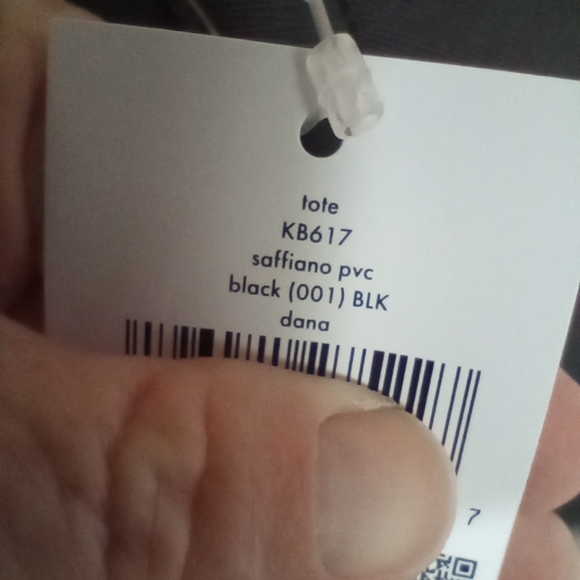 tote
KB617
saffiano pvc
black (001) BLK
dana
7